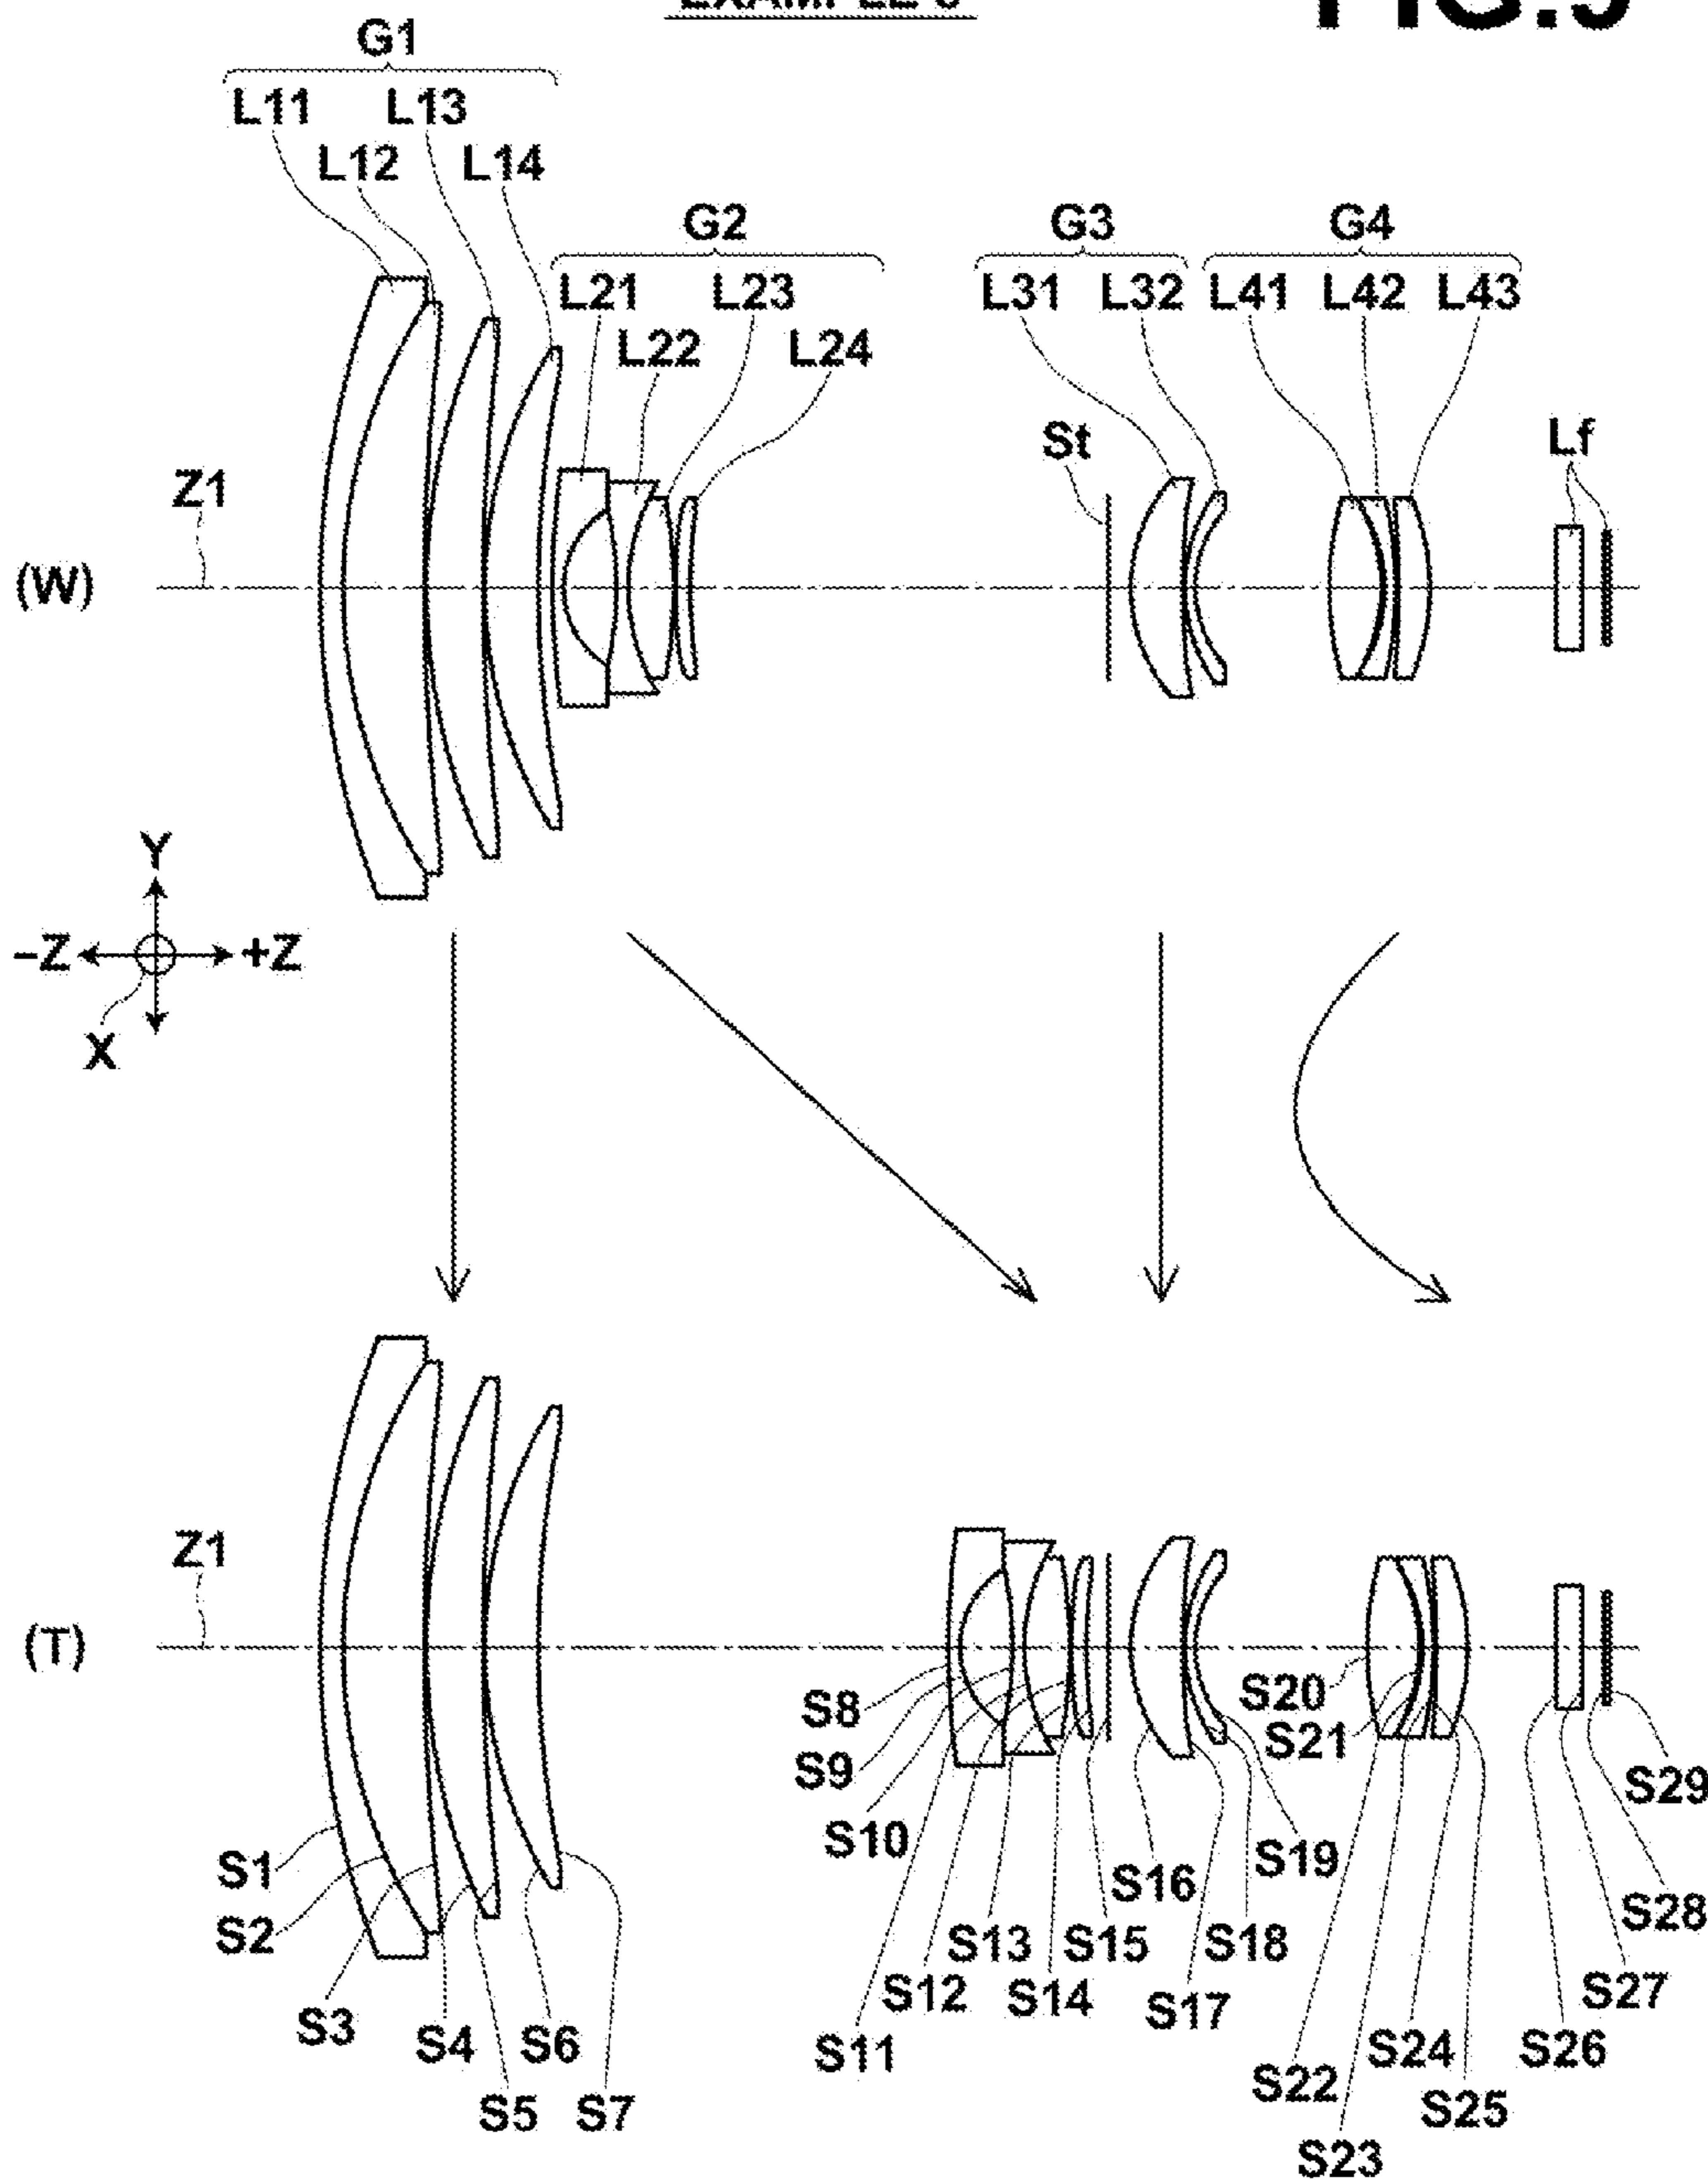 EXAMPLE
G1
L11 L13
L12 L14
G2 G3 G4
L21 L23 L31 L32 L41 L42 L43
L22 L24
St Lf
Z1
(W)
Y
-Z +Z
X
Z1
(T)
S8 S20
S9 S21
S10 S29
S1 S16 S19
S2 S13 S15 S18 S28
S12 S14 S17 S27
S3 S4 S6 S11 S24 S26
S5 S7 S22 S25
S23